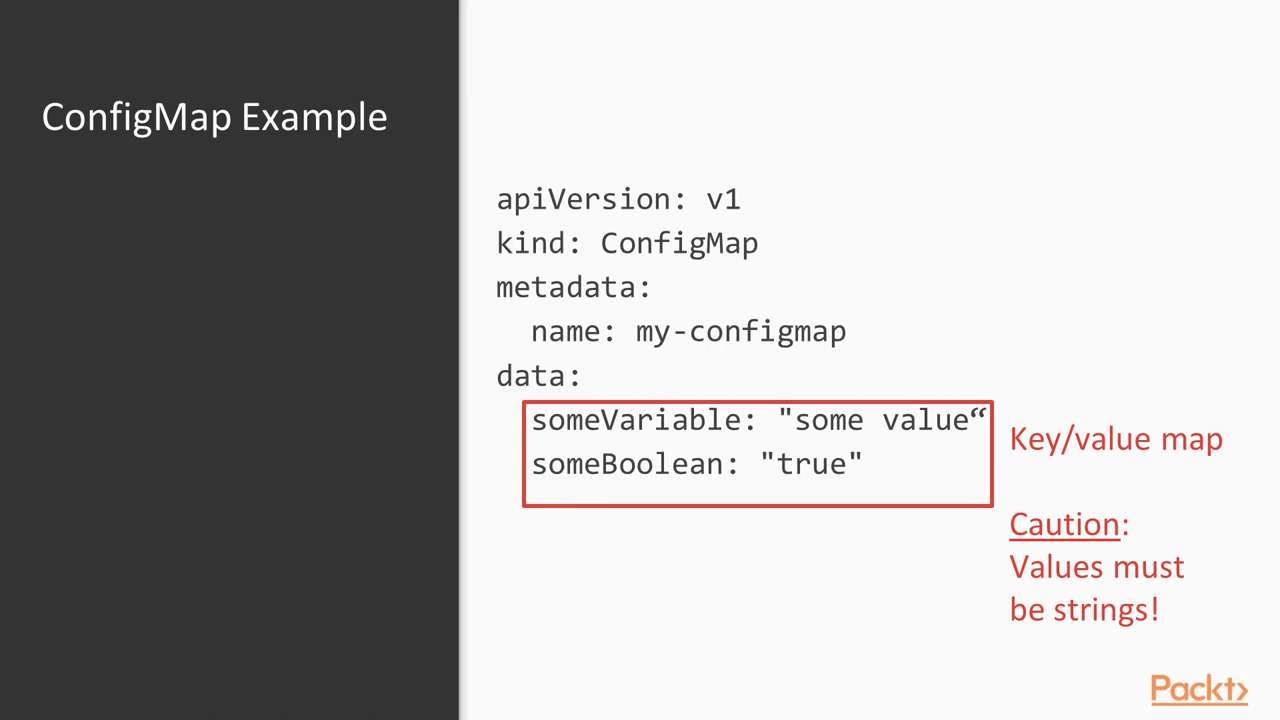 ConfigMap Example
apiVersion: v1
kind: ConfigMap
metadata:
  name: my-configmap
data:
  someVariable: "some value“
  someBoolean: "true"
Key/value map
Caution:
Values must
be strings!
Packt>